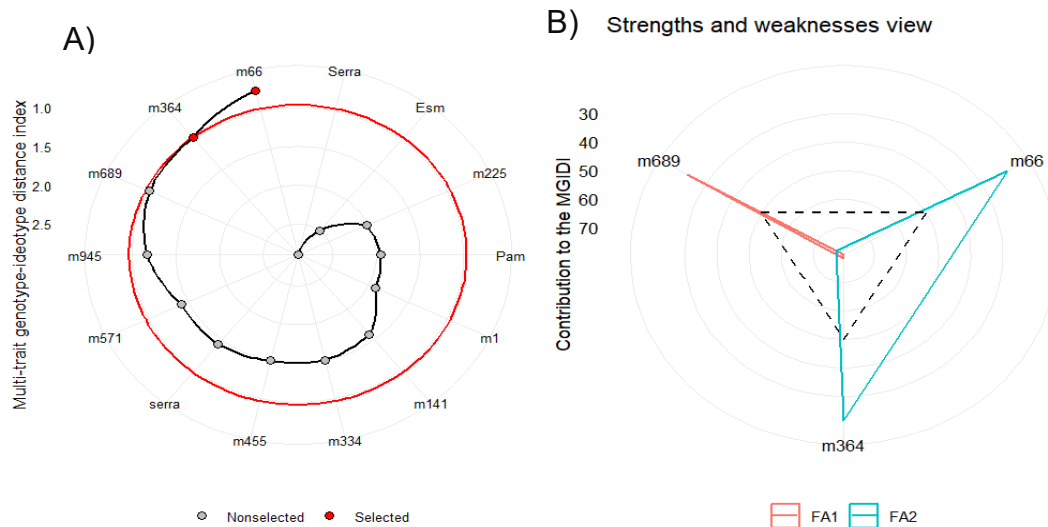 A)
Multi-trait genotype-ideotype distance index
1.0
1.5
2.0
2.5
m66
Serra
Esm
m225
Pam
m1
m141
m334
m455
serra
m571
m945
m689
m364
Nonselected
Selected
B)
Strengths and weaknesses view
Contribution to the MGIDI
30
40
50
60
70
m689
m66
m364
FA1
FA2